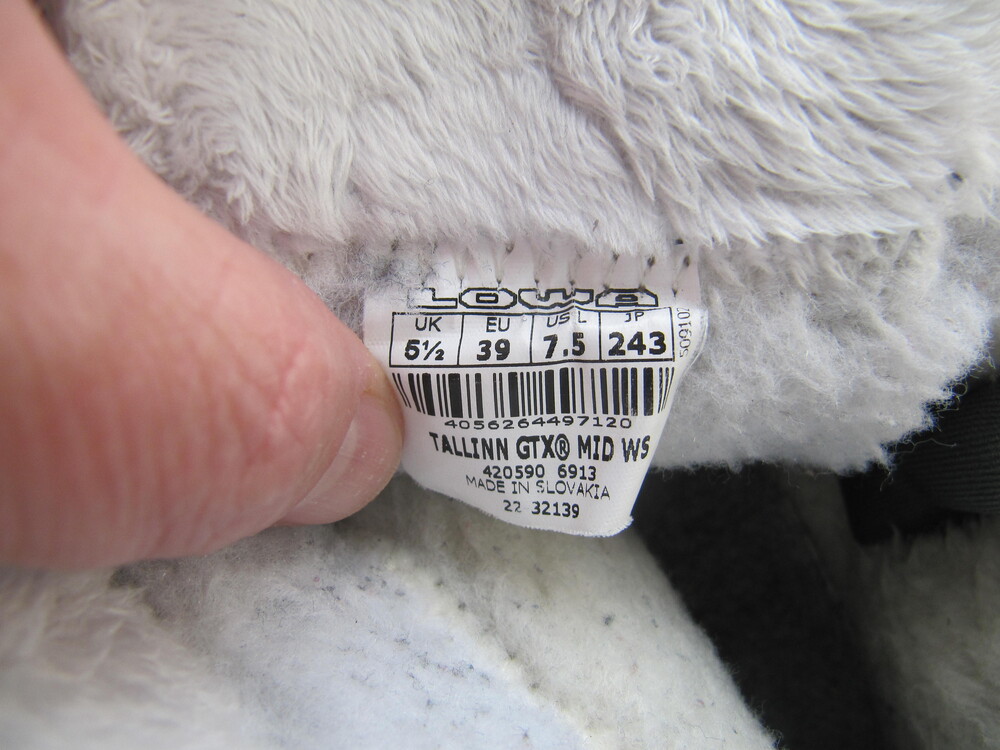 LOWA
UK EU US L JP
5½ 39 7.5 243
4056264497120
TALLINN GTX® MID WS
420590 6913
MADE IN SLOVAKIA
22 32139